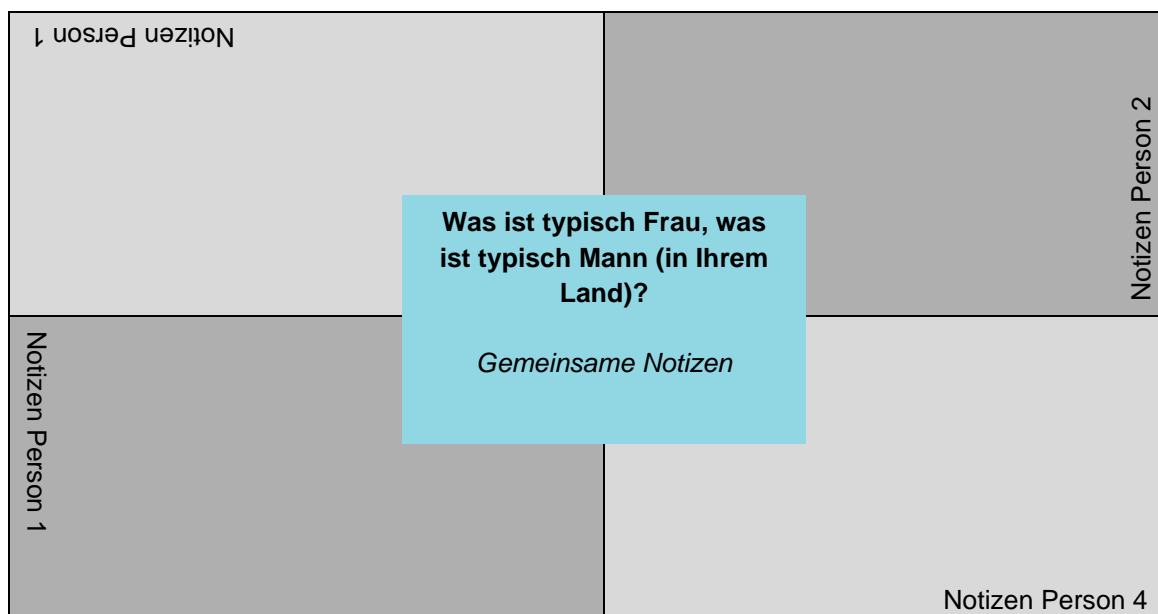 Notizen Person 1
Notizen Person 2
Was ist typisch Frau, was
ist typisch Mann (in Ihrem
Land)?
Gemeinsame Notizen
Notizen Person 1
Notizen Person 4